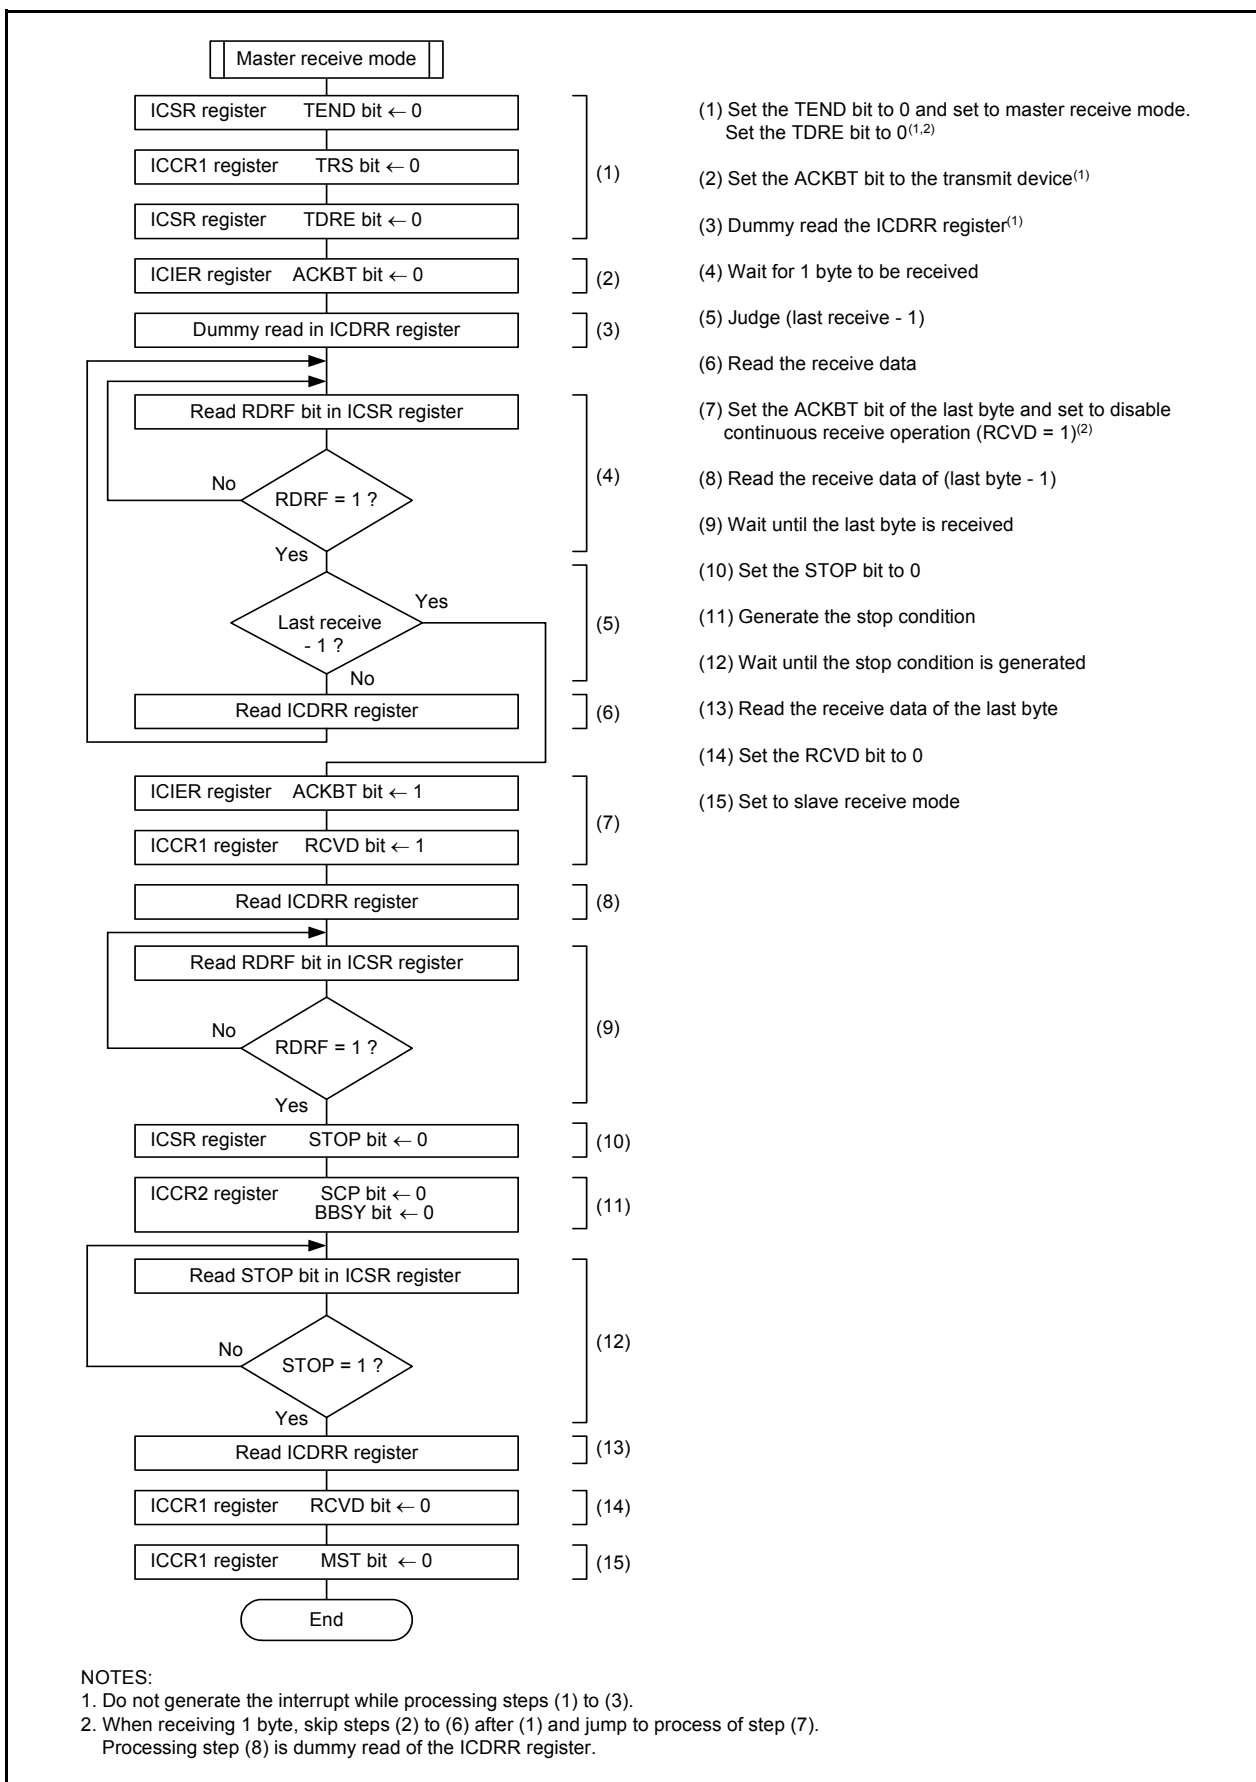 Master receive mode
ICSR register TEND bit ← 0
ICCR1 register TRS bit ← 0
ICSR register TDRE bit ← 0
(1)
ICIER register ACKBT bit ← 0
(2)
Dummy read in ICDRR register
(3)
Read RDRF bit in ICSR register
No
RDRF = 1 ?
(4)
Yes
Last receive
- 1 ?
Yes
(5)
No
Read ICDRR register
(6)
ICIER register ACKBT bit ← 1
ICCR1 register RCVD bit ← 1
(7)
Read ICDRR register
(8)
Read RDRF bit in ICSR register
No
RDRF = 1 ?
(9)
Yes
ICSR register STOP bit ← 0
(10)
ICCR2 register SCP bit ← 0
BBSY bit ← 0
(11)
Read STOP bit in ICSR register
No
STOP = 1 ?
(12)
Yes
Read ICDRR register
(13)
ICCR1 register RCVD bit ← 0
(14)
ICCR1 register MST bit ← 0
(15)
End
(1) Set the TEND bit to 0 and set to master receive mode.
Set the TDRE bit to 0(1,2)
(2) Set the ACKBT bit to the transmit device(1)
(3) Dummy read the ICDRR register(1)
(4) Wait for 1 byte to be received
(5) Judge (last receive - 1)
(6) Read the receive data
(7) Set the ACKBT bit of the last byte and set to disable
continuous receive operation (RCVD = 1)(2)
(8) Read the receive data of (last byte - 1)
(9) Wait until the last byte is received
(10) Set the STOP bit to 0
(11) Generate the stop condition
(12) Wait until the stop condition is generated
(13) Read the receive data of the last byte
(14) Set the RCVD bit to 0
(15) Set to slave receive mode
NOTES:
1. Do not generate the interrupt while processing steps (1) to (3).
2. When receiving 1 byte, skip steps (2) to (6) after (1) and jump to process of step (7).
Processing step (8) is dummy read of the ICDRR register.